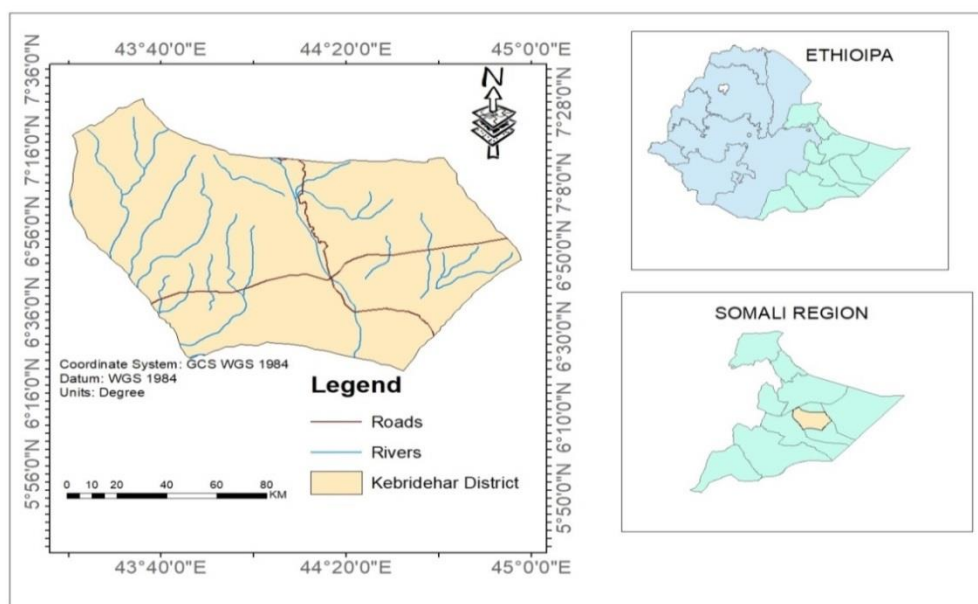 43°40'0"E
44°20'0"E
45°0'0"E
7°36'0"N
7°16'0"N
6°56'0"N
6°36'0"N
6°16'0"N
5°56'0"N
N
7°28'0"N
7°8'0"N
6°50'0"N
6°30'0"N
6°10'0"N
5°50'0"N
Coordinate System: GCS WGS 1984
Datum: WGS 1984
Units: Degree
Legend
Roads
Rivers
Kebridehar District
0 10 20 40 60 80
KM
43°40'0"E
44°20'0"E
45°0'0"E
ETHIOIPA
SOMALI REGION